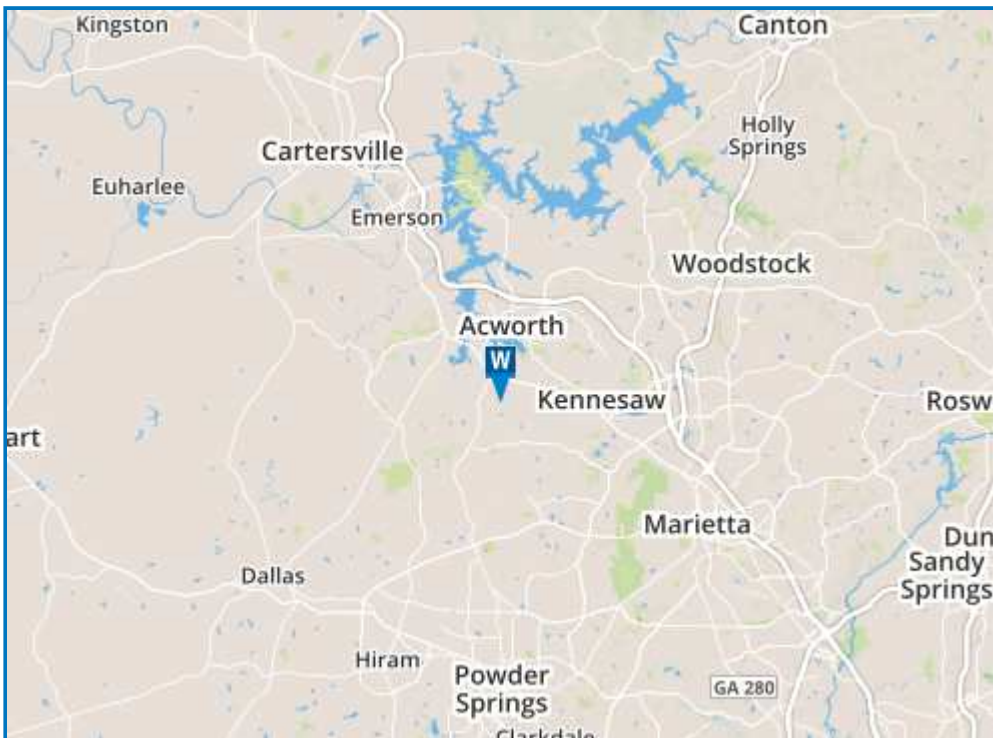 Kingston
Canton
Holly
Springs
Cartersville
Euharlee
Emerson
Woodstock
Acworth
W
Kennesaw
Rosw
art
Marietta
Dun
Sandy
Springs
Dallas
Hiram
Powder
Springs
GA 280
Clarkdale